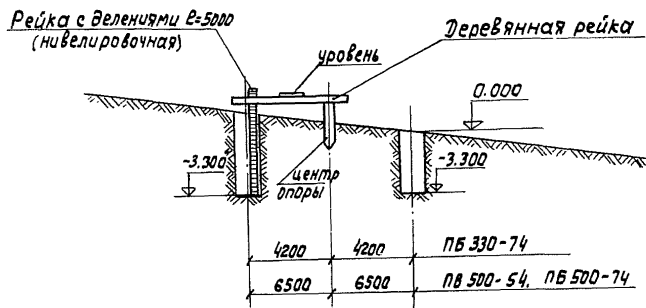 Рейка с делениями ℓ=5000
(нивелировочная)
уровень
Деревянная рейка
0.000
-3.300
-3.300
центр
опоры
4200 4200 ПБ 330-74
6500 6500 ПВ 500-54, ПБ 500-74